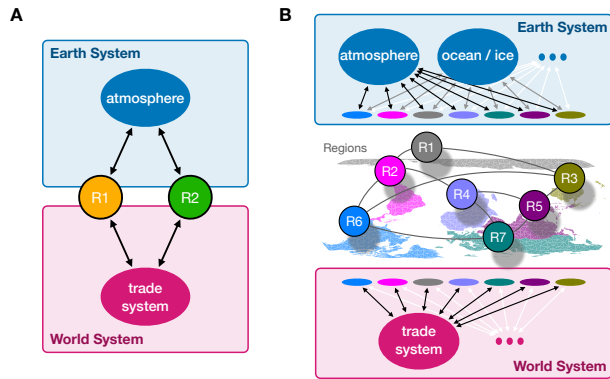 A
Earth System
atmosphere
R1
R2
trade
system
World System
B
Earth System
atmosphere
ocean / ice
Regions
R1
R2
R3
R4
R5
R6
R7
trade
system
World System